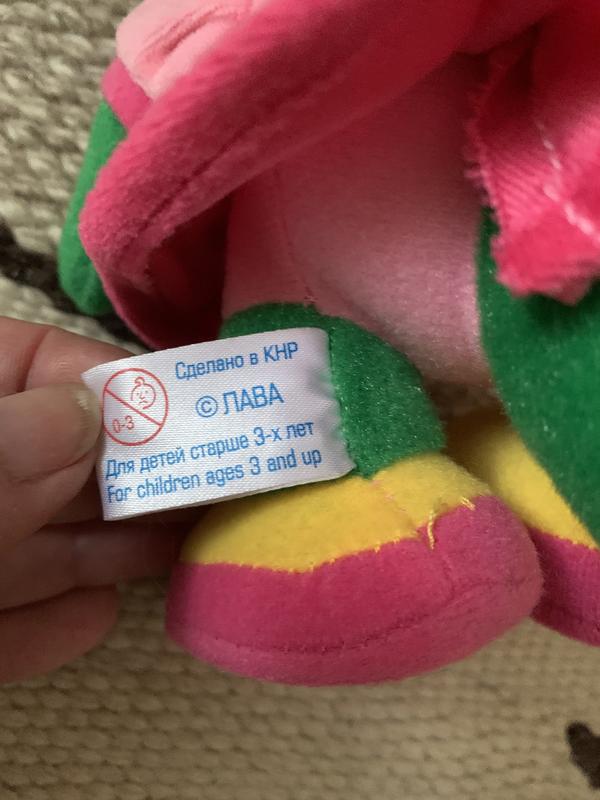 Сделано в КНР
© ЛАВА
0-3
Для детей старше 3-х лет
For children ages 3 and up